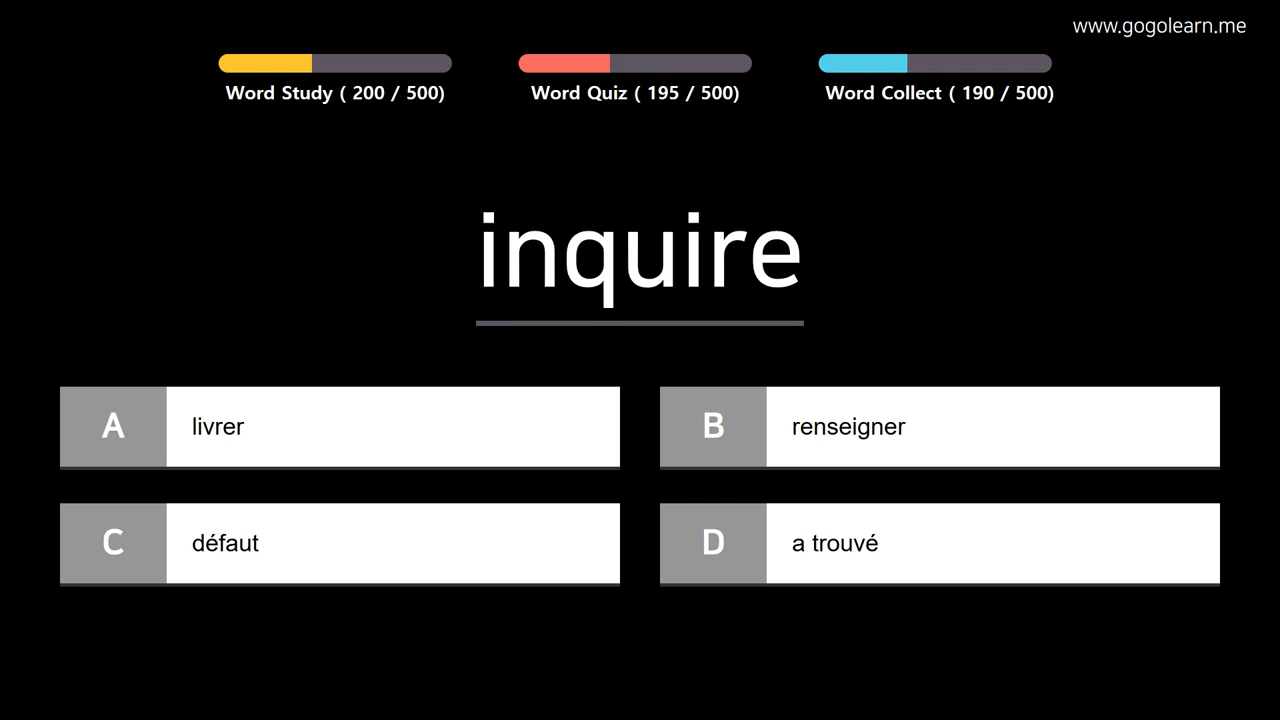 www.gogolearn.me
Word Study ( 200 / 500)
Word Quiz ( 195 / 500)
Word Collect ( 190 / 500)
inquire
A livrer
B renseigner
C défaut
D a trouvé